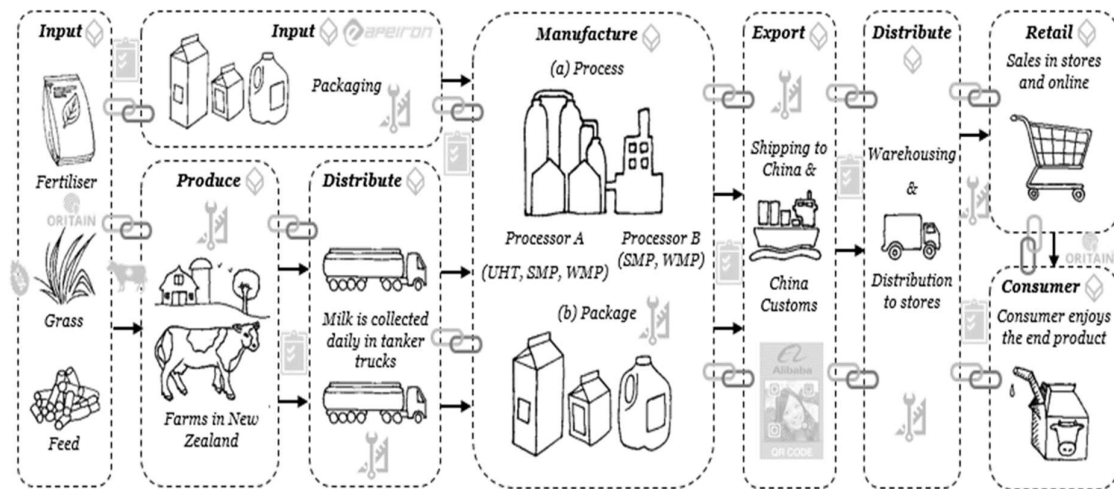 Input
Fertiliser
ORITAIN
Grass
Feed
Input
apeiron
Packaging
Produce
Farms in New
Zealand
Distribute
Milk is collected
daily in tanker
trucks
Manufacture
(a) Process
Processor A
(UHT, SMP, WMP)
Processor B
(SMP, WMP)
(b) Package
Export
Shipping to
China &
China
Customs
Alibaba
QR CODE
Distribute
Warehousing
&
Distribution
to stores
Retail
Sales in stores
and online
ORITAIN
Consumer
Consumer enjoys
the end product